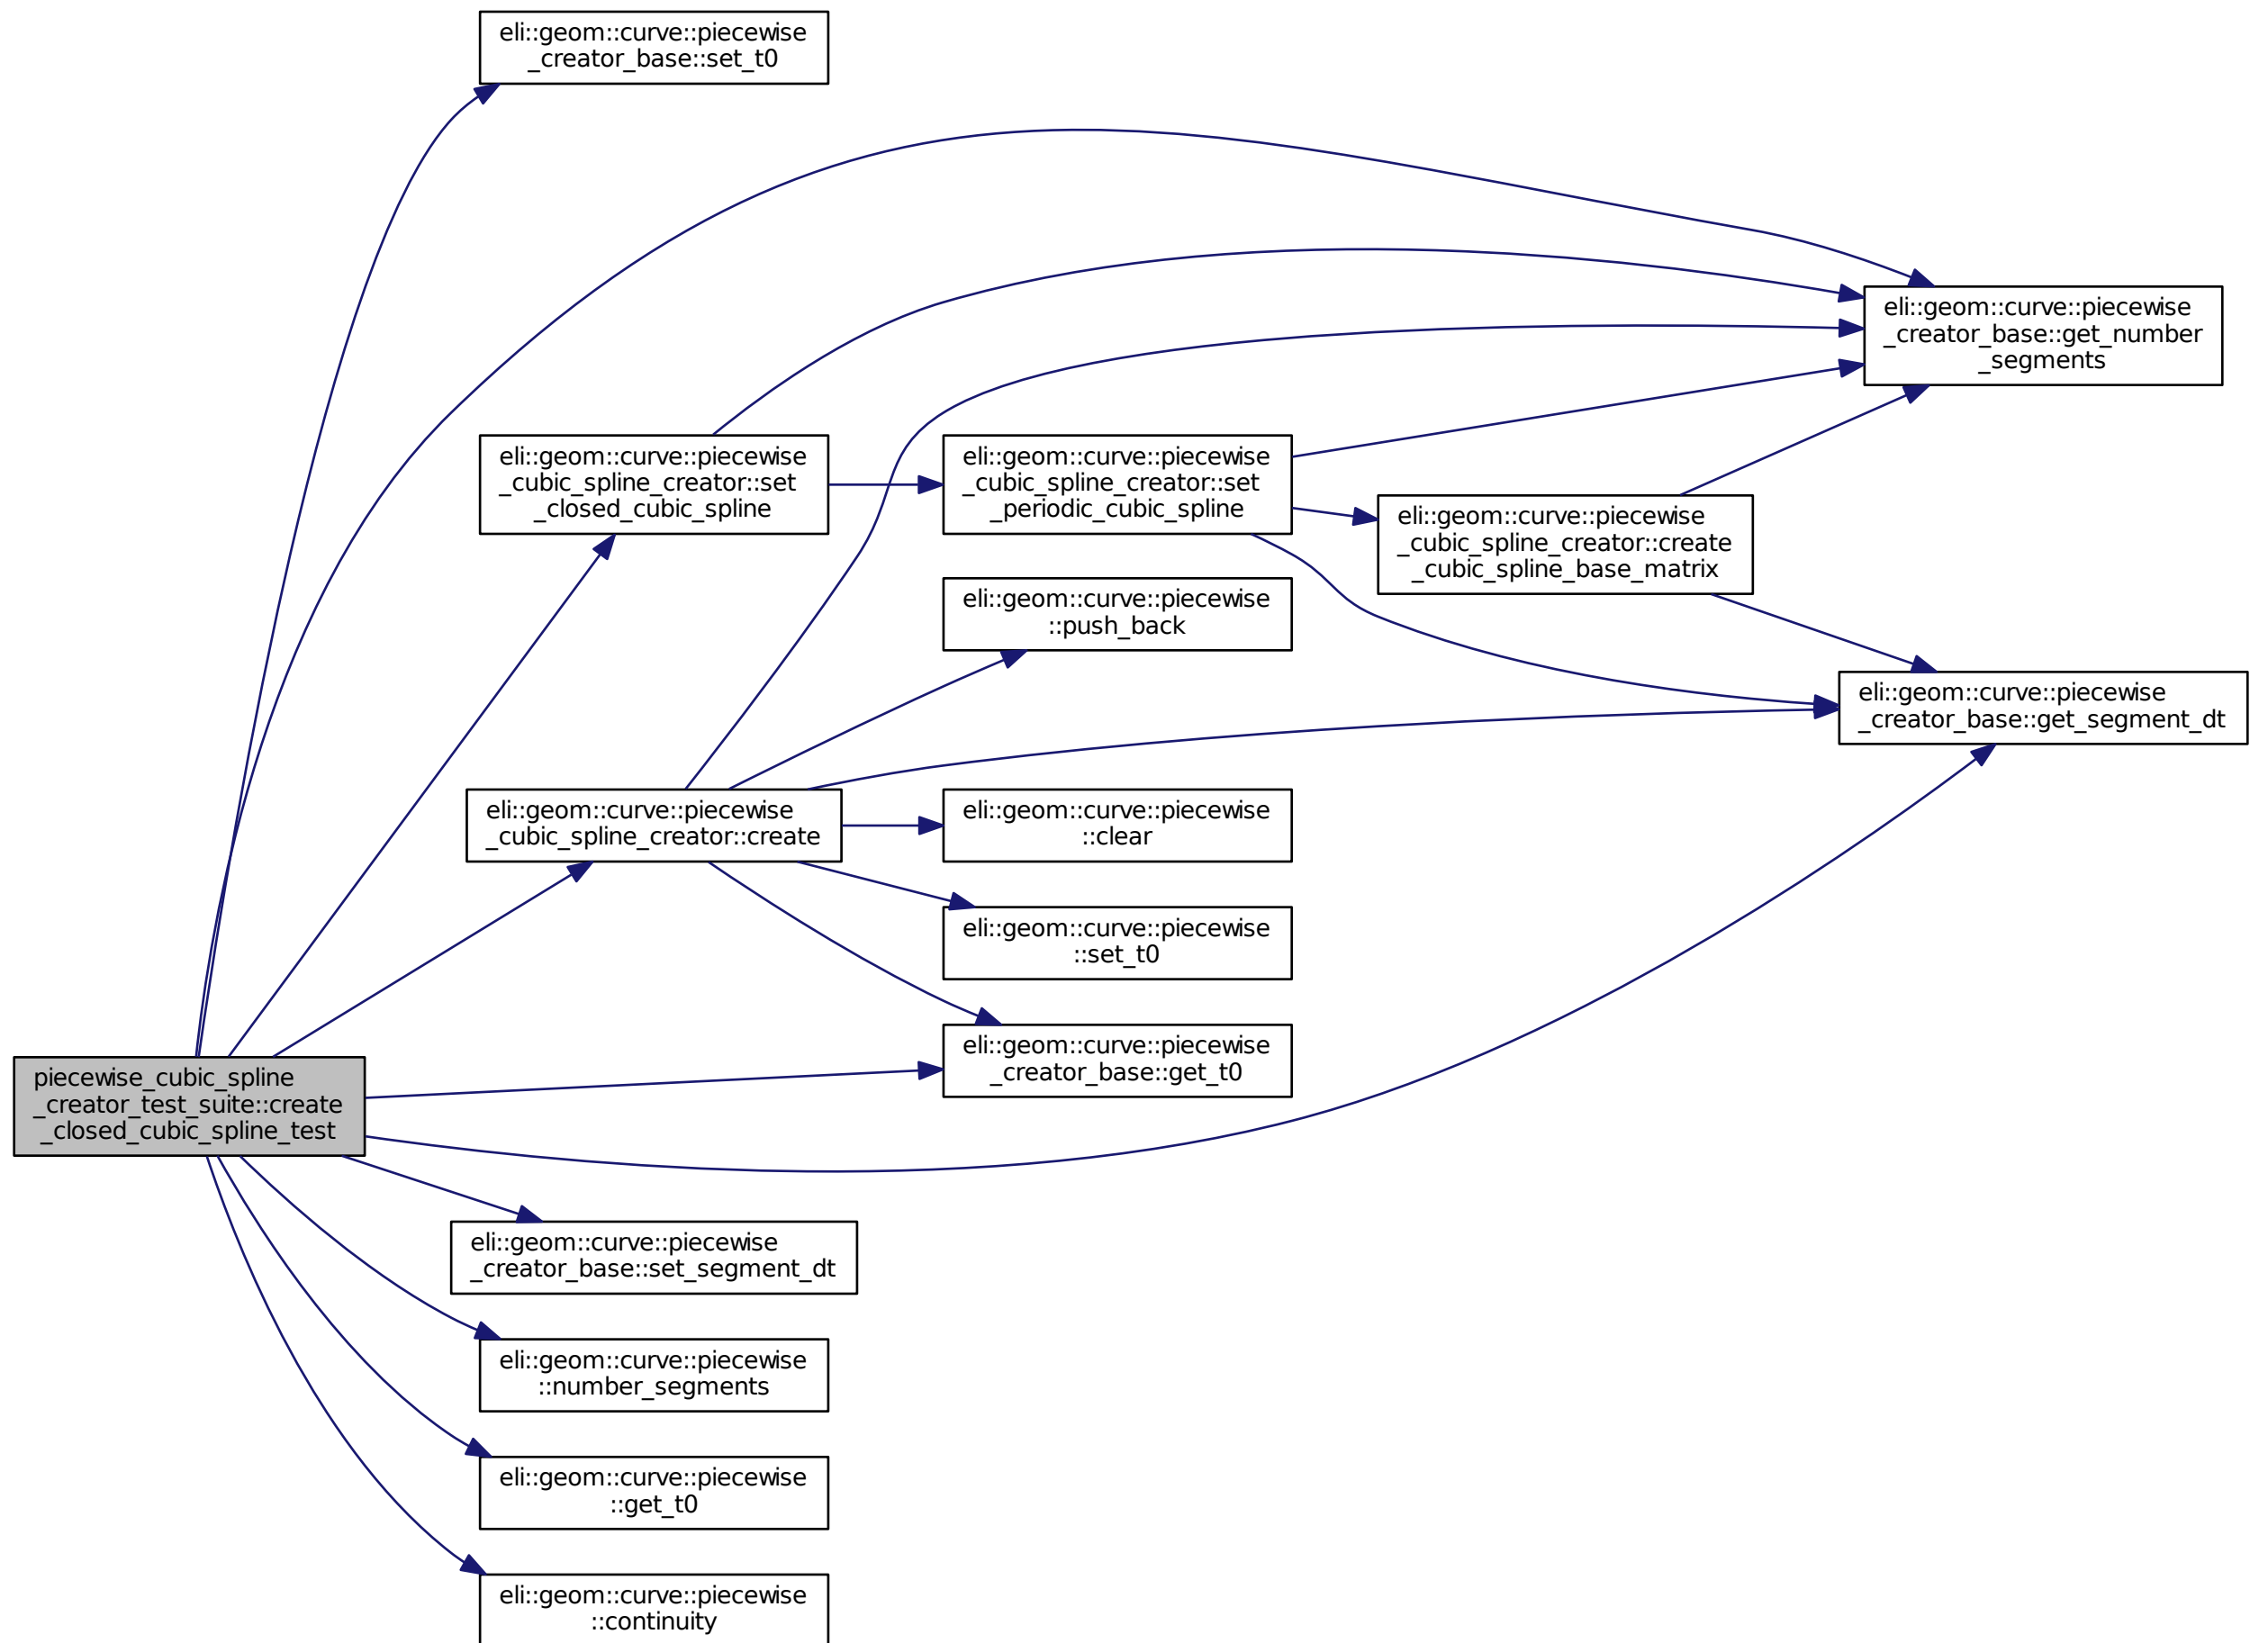 eli::geom::curve::piecewise
_creator_base::set_t0
eli::geom::curve::piecewise
_creator_base::get_number
_segments
eli::geom::curve::piecewise
_cubic_spline_creator::set
_closed_cubic_spline
eli::geom::curve::piecewise
_cubic_spline_creator::set
_periodic_cubic_spline
eli::geom::curve::piecewise
_cubic_spline_creator::create
_cubic_spline_base_matrix
eli::geom::curve::piecewise
::push_back
eli::geom::curve::piecewise
_creator_base::get_segment_dt
eli::geom::curve::piecewise
_cubic_spline_creator::create
eli::geom::curve::piecewise
::clear
eli::geom::curve::piecewise
::set_t0
eli::geom::curve::piecewise
_creator_base::get_t0
piecewise_cubic_spline
_creator_test_suite::create
_closed_cubic_spline_test
eli::geom::curve::piecewise
_creator_base::set_segment_dt
eli::geom::curve::piecewise
::number_segments
eli::geom::curve::piecewise
::get_t0
eli::geom::curve::piecewise
::continuity